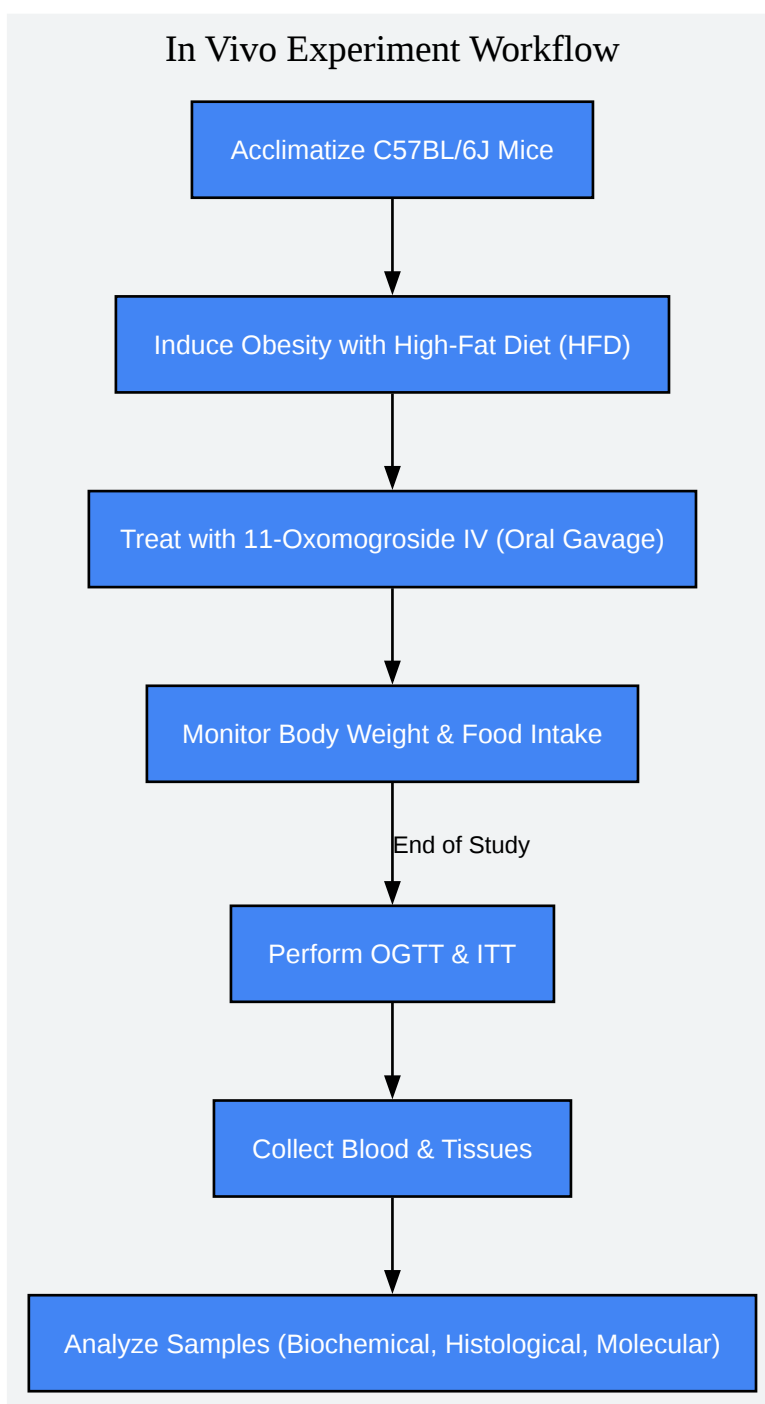 In Vivo Experiment Workflow
Acclimatize C57BL/6J Mice
Induce Obesity with High-Fat Diet (HFD)
Treat with 11-Oxomogroside IV (Oral Gavage)
Monitor Body Weight & Food Intake
End of Study
Perform OGTT & ITT
Collect Blood & Tissues
Analyze Samples (Biochemical, Histological, Molecular)